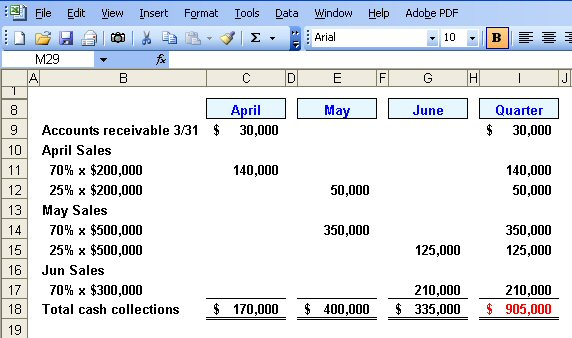 File Edit View Insert Format Tools Data Window Help Adobe PDF
Σ Arial 10 B
M29 fx
A B C D E F G H I J
8 April May June Quarter
9 Accounts receivable 3/31 $ 30,000 $ 30,000
10 April Sales
11 70% x $200,000 140,000 140,000
12 25% x $200,000 50,000 50,000
13 May Sales
14 70% x $500,000 350,000 350,000
15 25% x $500,000 125,000 125,000
16 Jun Sales
17 70% x $300,000 210,000 210,000
18 Total cash collections $ 170,000 $ 400,000 $ 335,000 $ 905,000
19